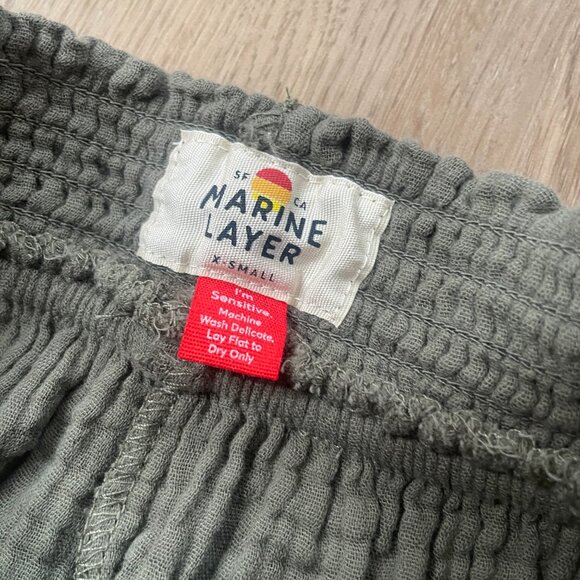 SF CA
MARINE
LAYER
X-SMALL
I'm
Sensitive.
Machine
Wash Delicate,
Lay Flat to
Dry Only